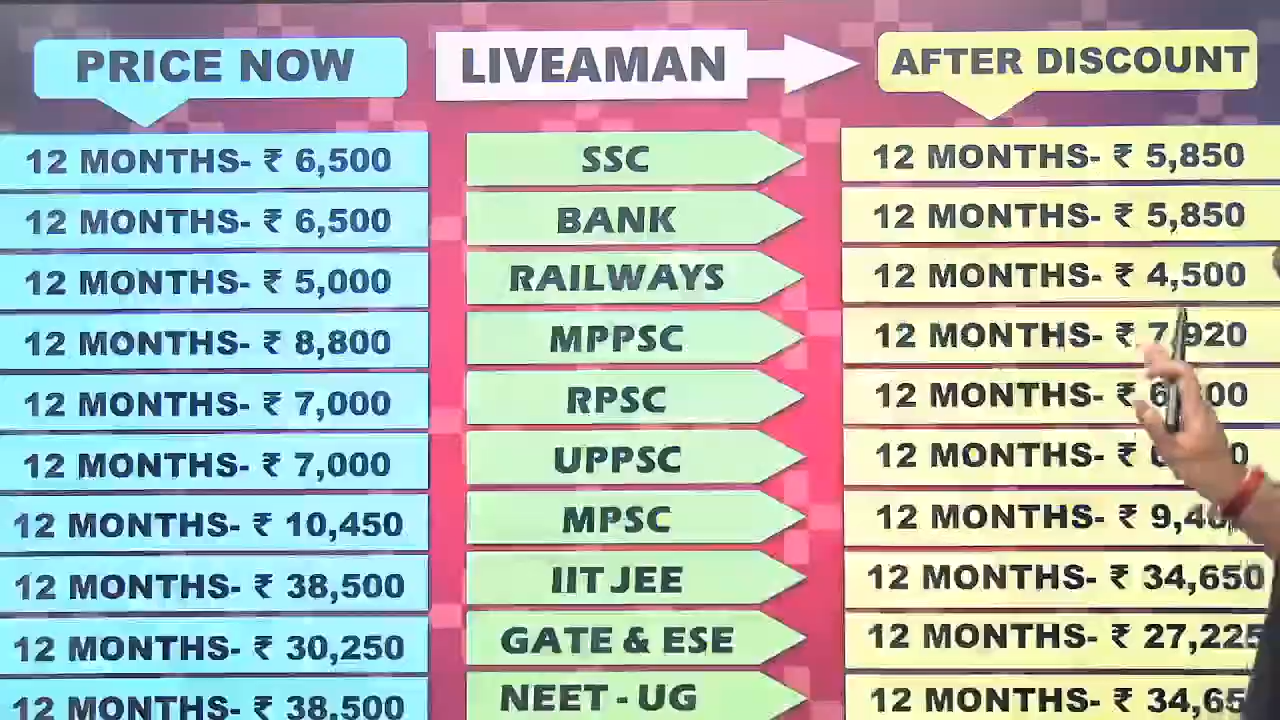 PRICE NOW LIVEAMAN AFTER DISCOUNT
12 MONTHS- ₹ 6,500 SSC 12 MONTHS- ₹ 5,850
12 MONTHS- ₹ 6,500 BANK 12 MONTHS- ₹ 5,850
12 MONTHS- ₹ 5,000 RAILWAYS 12 MONTHS- ₹ 4,500
12 MONTHS- ₹ 8,800 MPPSC 12 MONTHS- ₹ 7,920
12 MONTHS- ₹ 7,000 RPSC 12 MONTHS- ₹
12 MONTHS- ₹ 7,000 UPPSC 12 MONTHS- ₹
12 MONTHS- ₹ 10,450 MPSC 12 MONTHS- ₹
12 MONTHS- ₹ 38,500 IIT JEE 12 MONTHS- ₹ 34,650
12 MONTHS- ₹ 30,250 GATE & ESE 12 MONTHS- ₹ 27,225
12 MONTHS- ₹ 38,500 NEET - UG 12 MONTHS- ₹